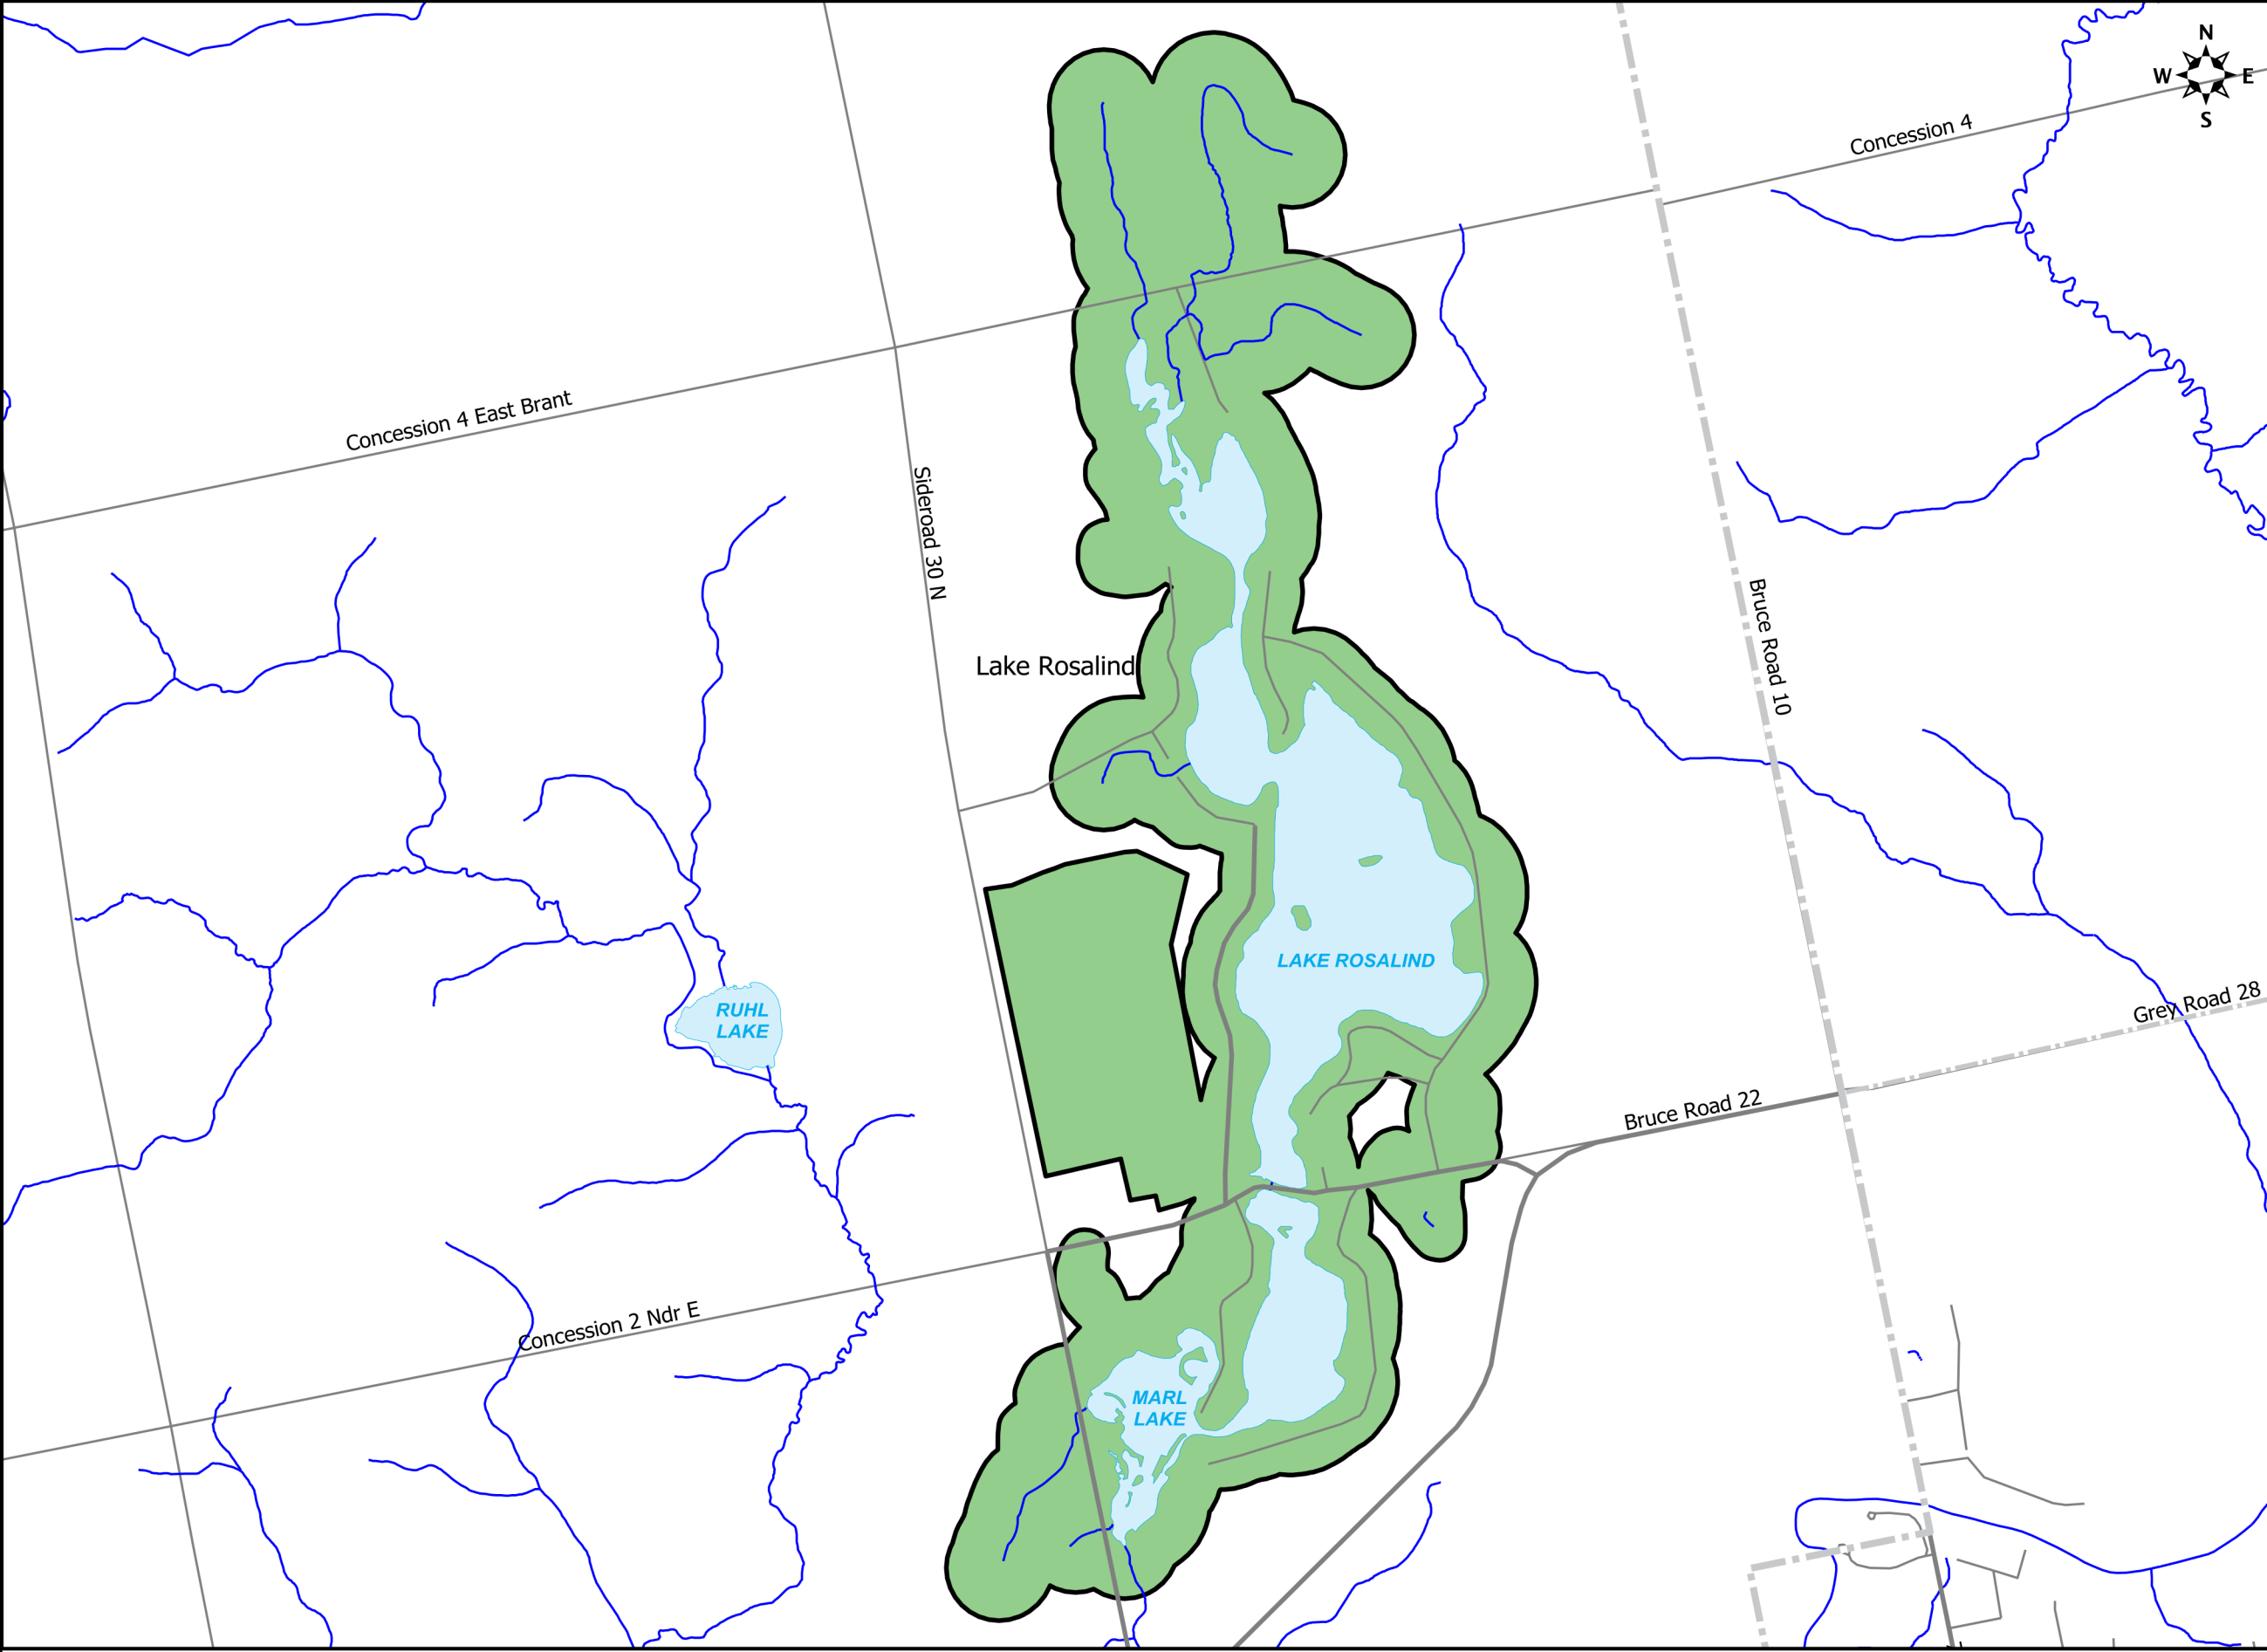 N
W E
S
Concession 4
Concession 4 East Brant
Sideroad 30 N
Bruce Road 10
Lake Rosalind
LAKE ROSALIND
RUHL
LAKE
Grey Road 28
Bruce Road 22
Concession 2 Ndr E
MARL
LAKE